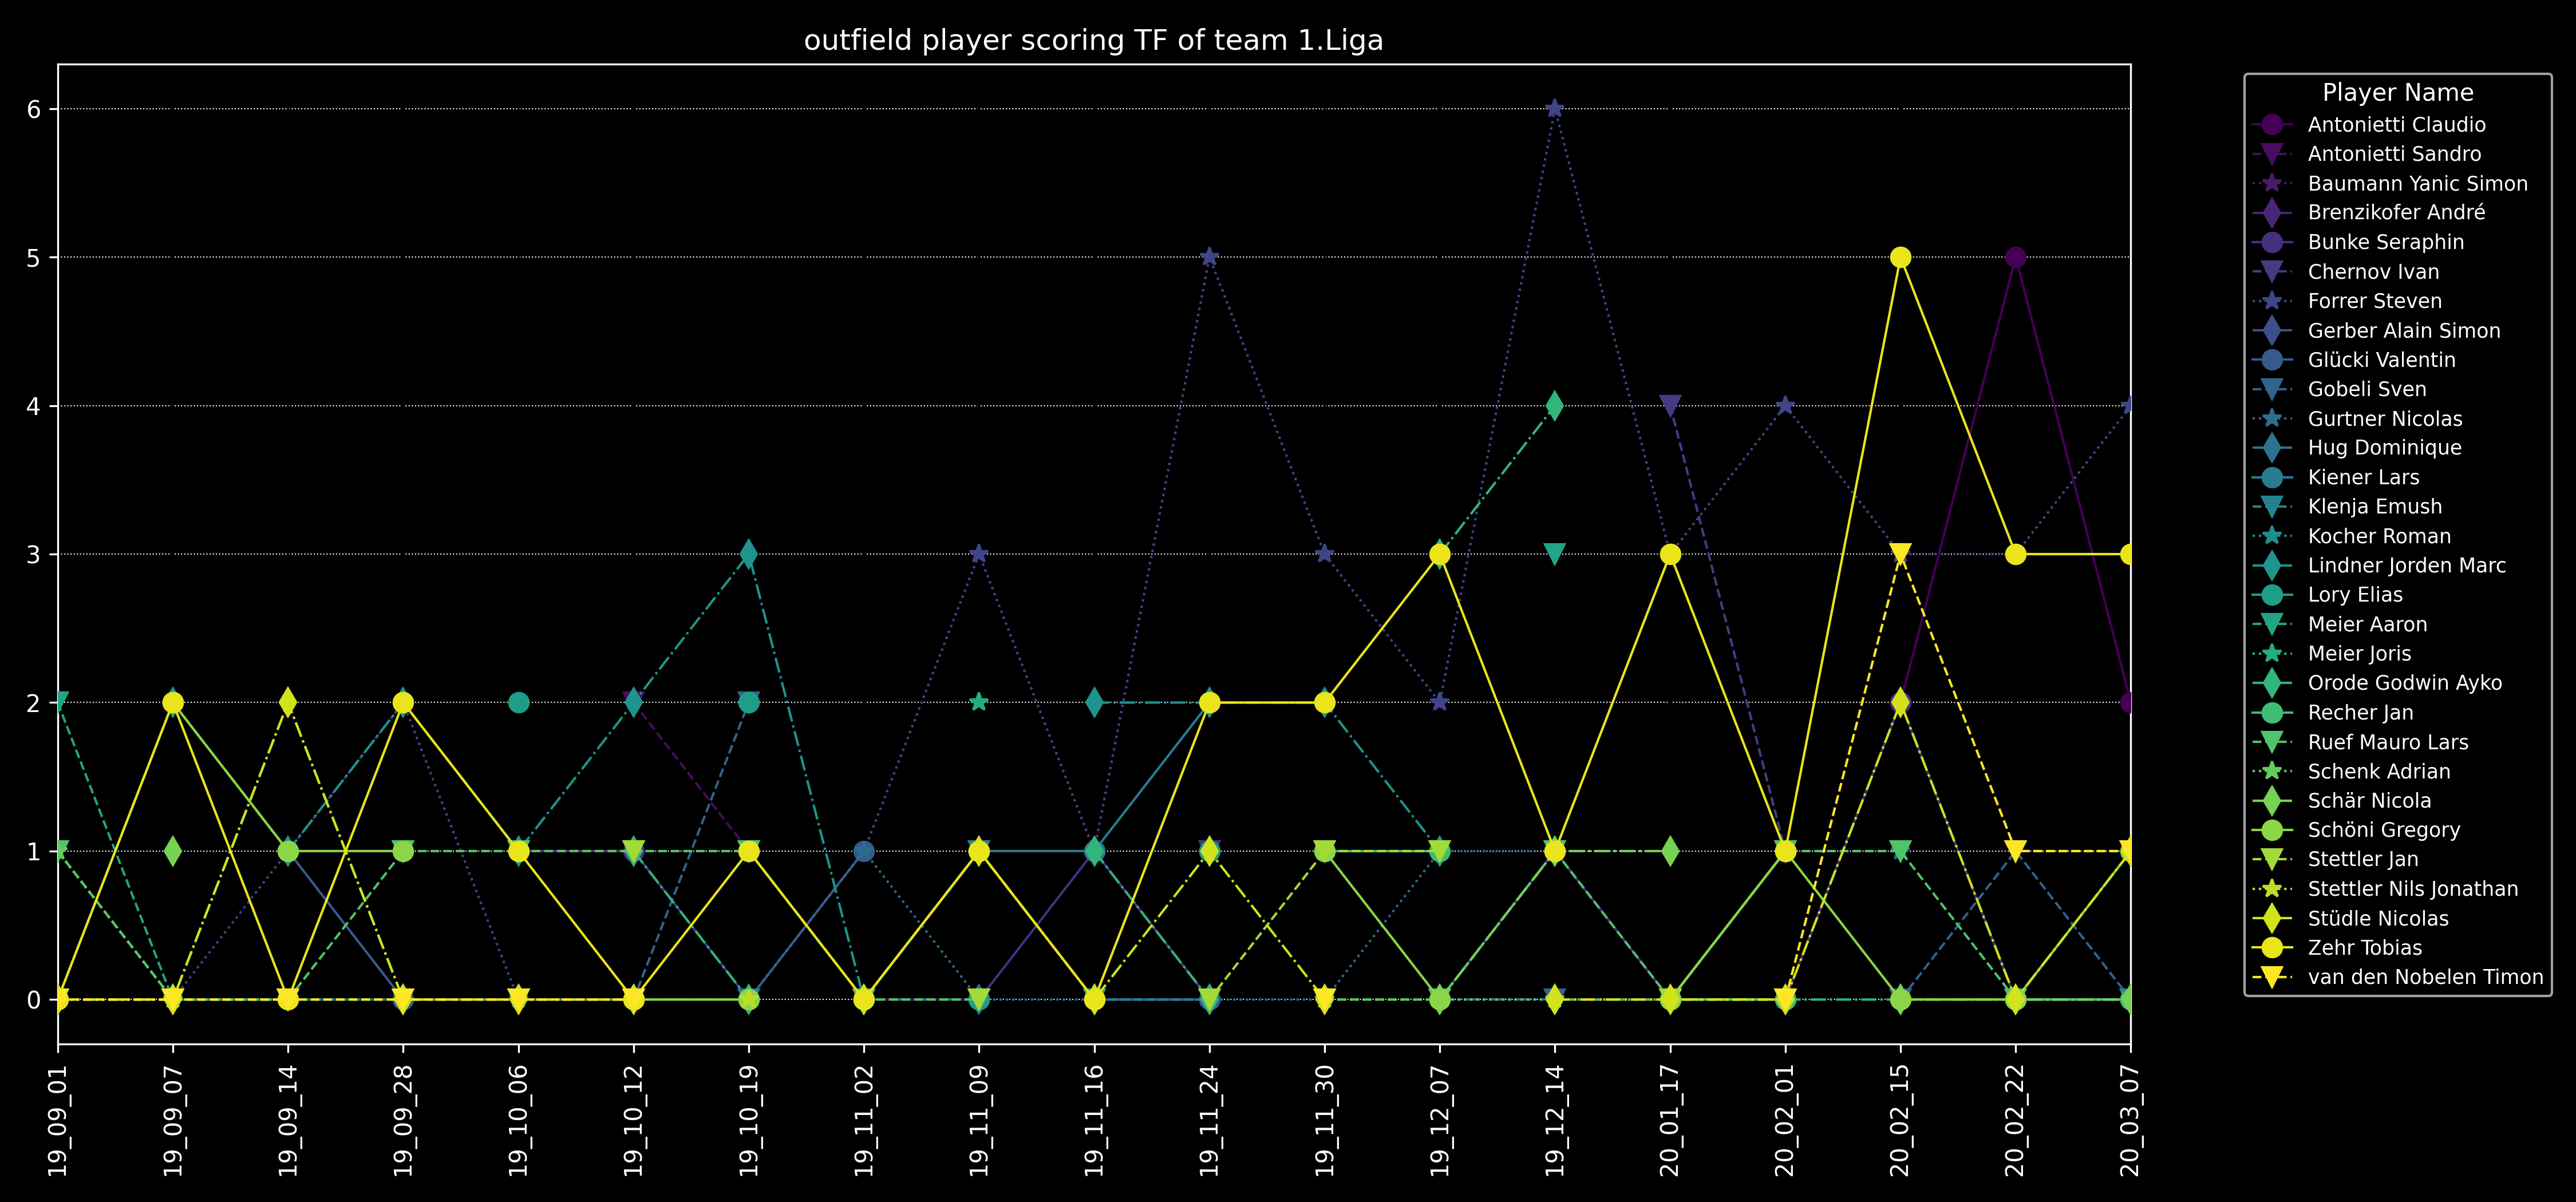 outfield player scoring TF of team 1.Liga
6
5
4
3
2
1
0
19_09_01
19_09_07
19_09_14
19_09_28
19_10_06
19_10_12
19_10_19
19_11_02
19_11_09
19_11_16
19_11_24
19_11_30
19_12_07
19_12_14
20_01_17
20_02_01
20_02_15
20_02_22
20_03_07
Player Name
Antonietti Claudio
Antonietti Sandro
Baumann Yanic Simon
Brenzikofer André
Bunke Seraphin
Chernov Ivan
Forrer Steven
Gerber Alain Simon
Glücki Valentin
Gobeli Sven
Gurtner Nicolas
Hug Dominique
Kiener Lars
Klenja Emush
Kocher Roman
Lindner Jorden Marc
Lory Elias
Meier Aaron
Meier Joris
Orode Godwin Ayko
Recher Jan
Ruef Mauro Lars
Schenk Adrian
Schär Nicola
Schöni Gregory
Stettler Jan
Stettler Nils Jonathan
Stüdle Nicolas
Zehr Tobias
van den Nobelen Timon